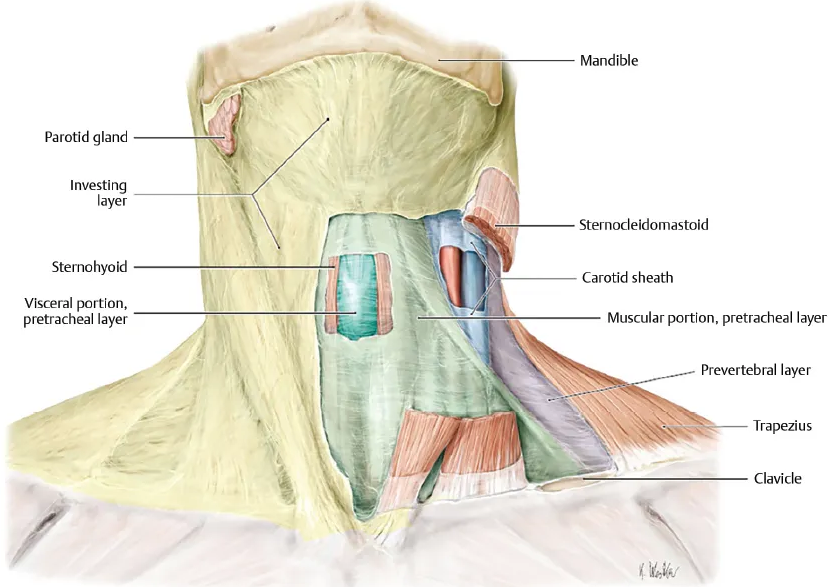 Mandible
Parotid gland
Investing
layer
Sternocleidomastoid
Sternohyoid
Carotid sheath
Visceral portion,
pretracheal layer
Muscular portion, pretracheal layer
Prevertebral layer
Trapezius
Clavicle